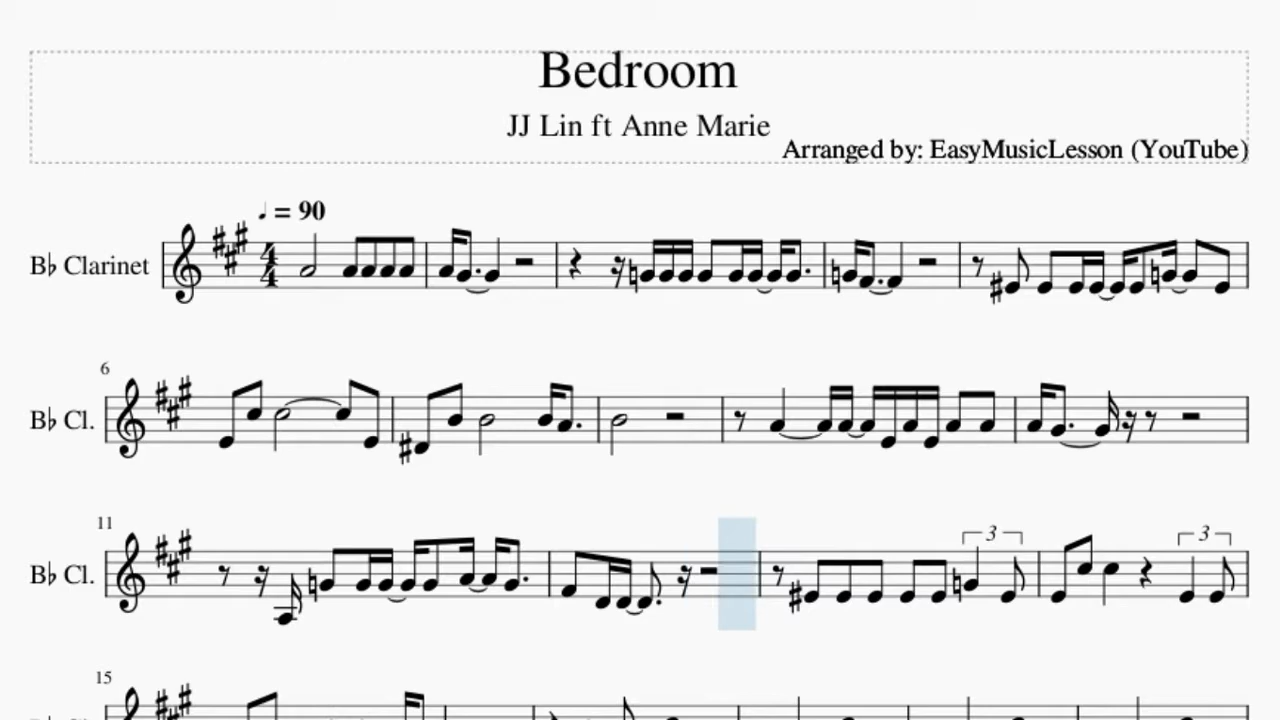 Bedroom
JJ Lin ft Anne Marie
Arranged by: EasyMusicLesson (YouTube)
♩ = 90
B♭ Clarinet
4
4
6
B♭ Cl.
11
B♭ Cl.
3
3
15